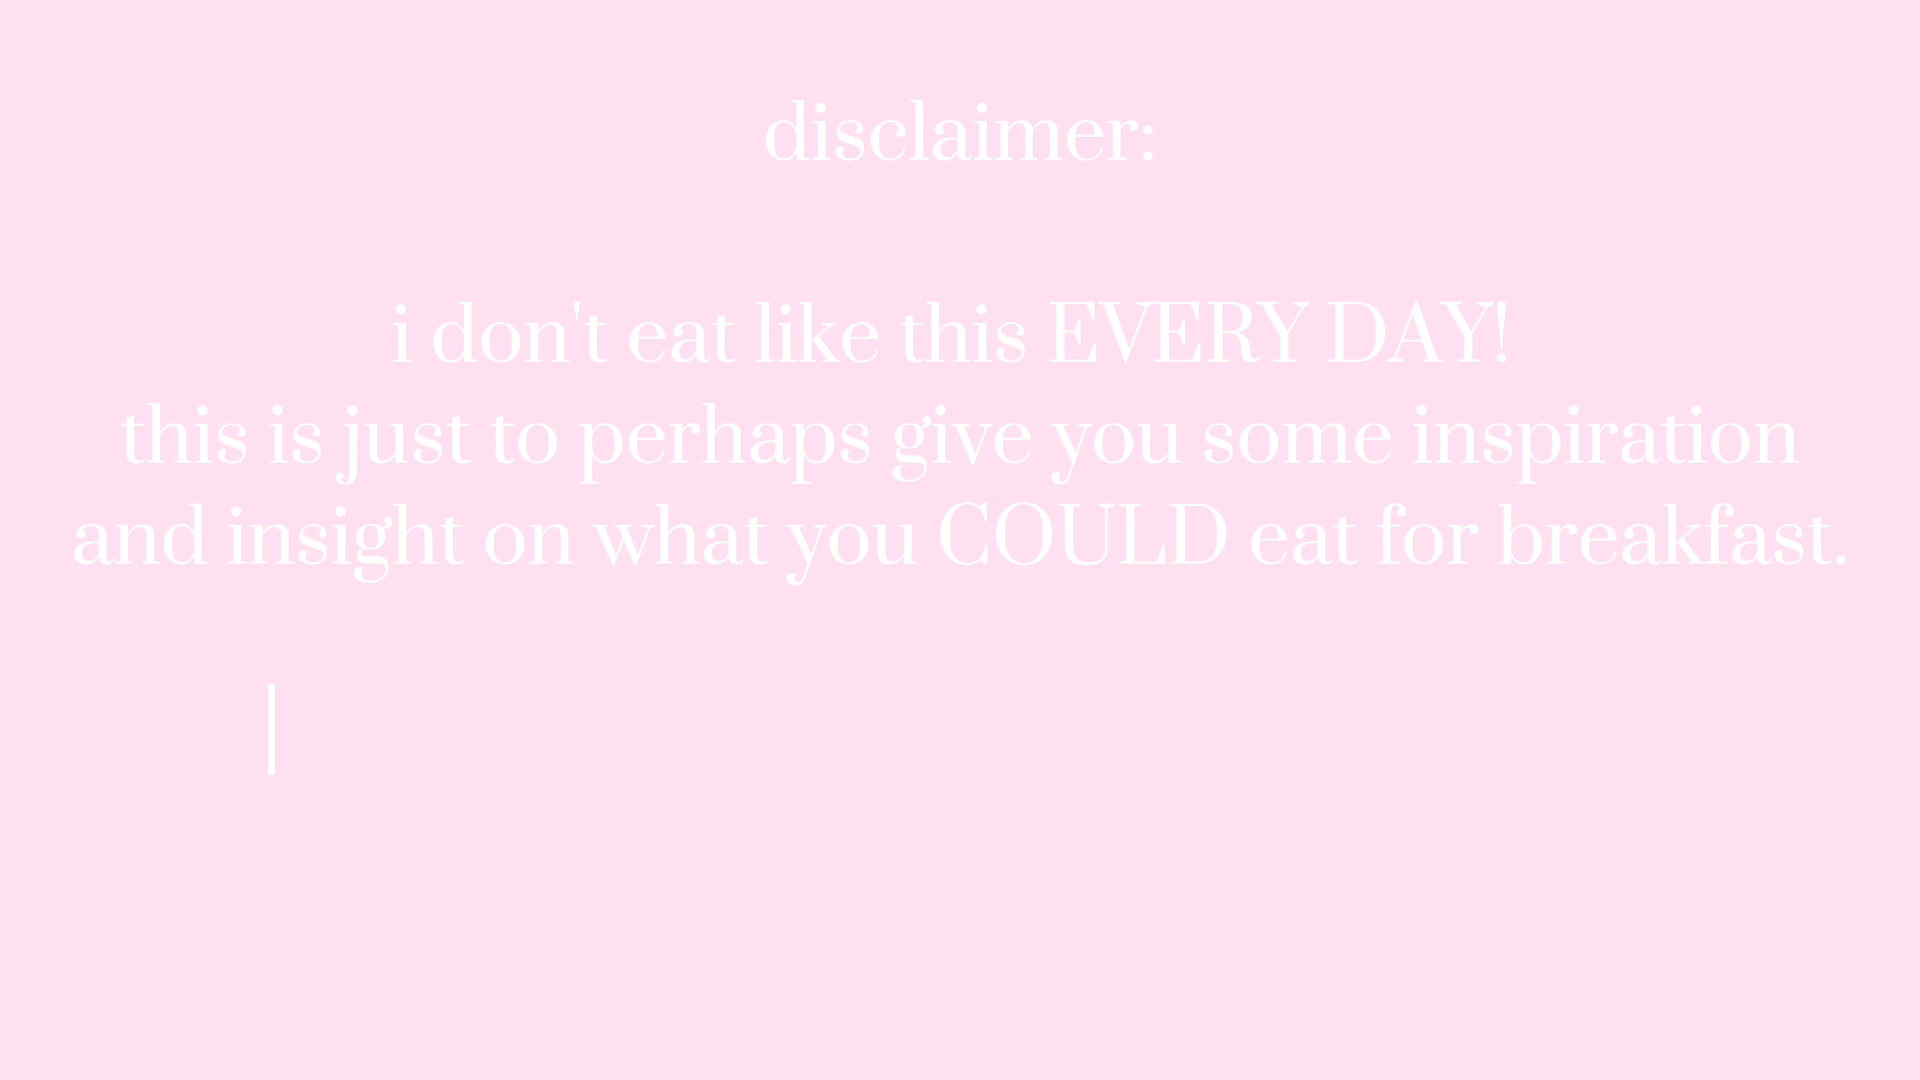 disclaimer:
i don't eat like this EVERY DAY!
this is just to perhaps give you some inspiration
and insight on what you COULD eat for breakfast.